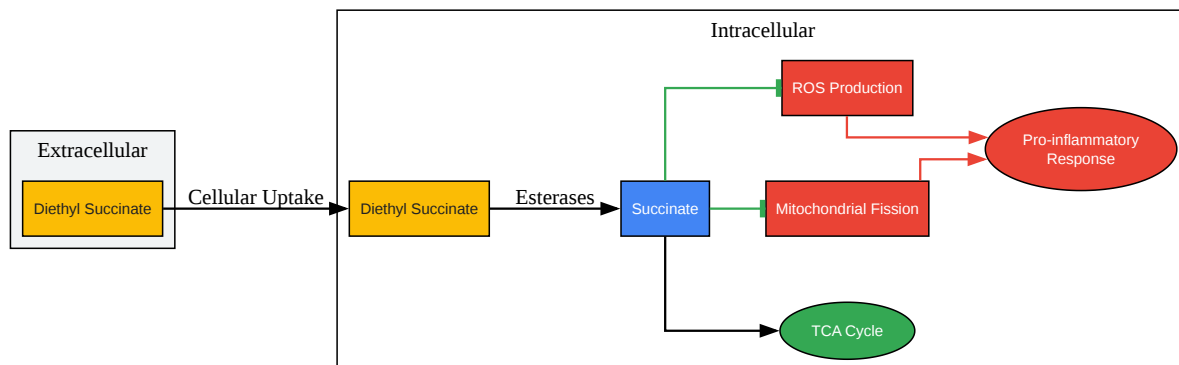 Intracellular
ROS Production
Extracellular
Pro-inflammatory
Response
Diethyl Succinate
Cellular Uptake
Diethyl Succinate
Esterases
Succinate
Mitochondrial Fission
TCA Cycle